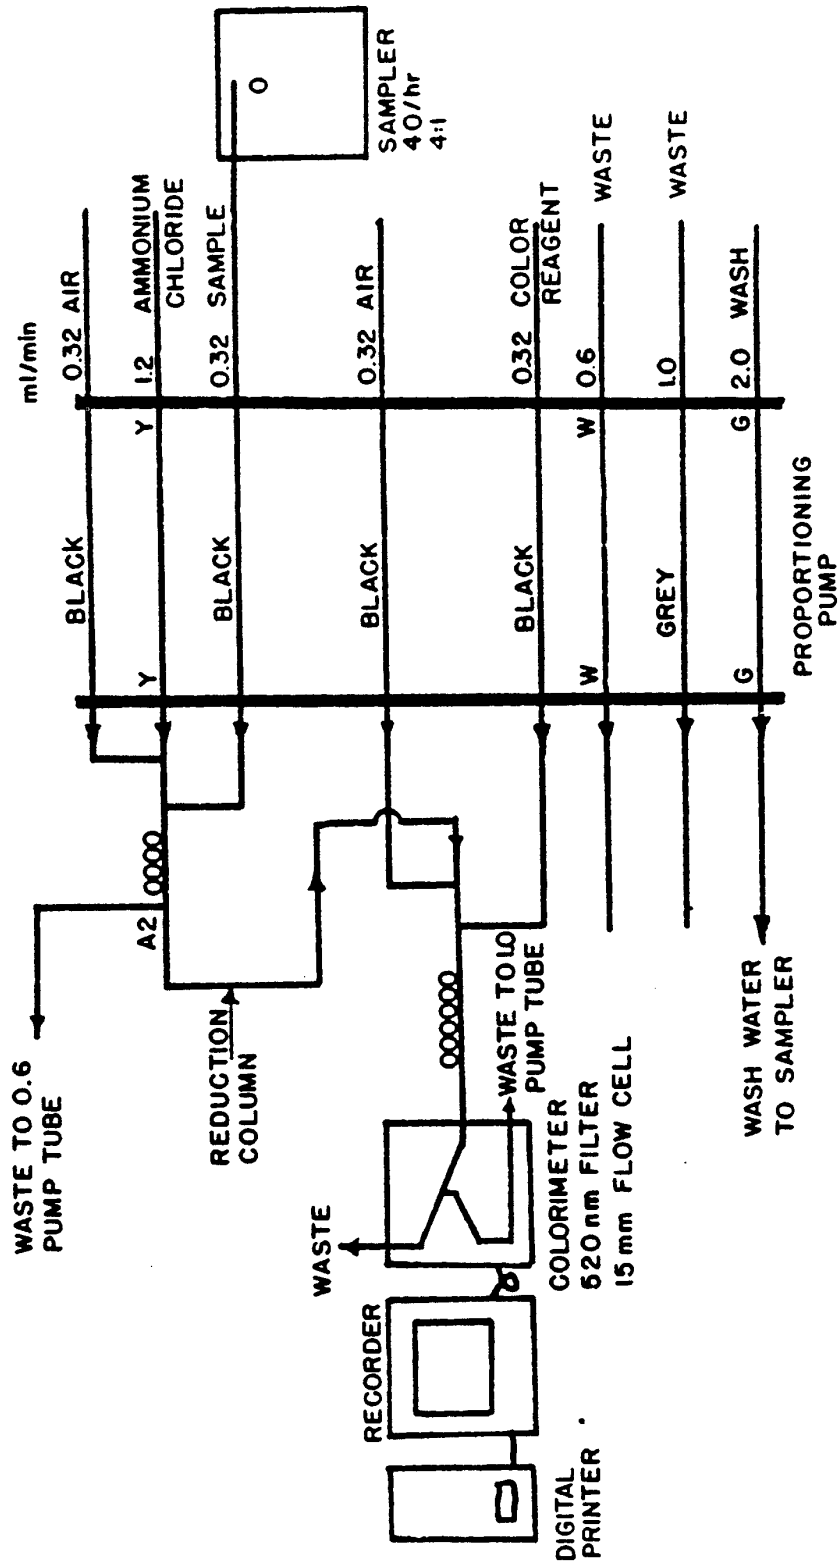 ml/min
0.32 AIR
1.2 AMMONIUM
CHLORIDE
0.32 SAMPLE
0.32 AIR
0.32 COLOR
REAGENT
0.6 WASTE
1.0 WASTE
2.0 WASH
SAMPLER
40/hr
4:1
BLACK
Y
Y
BLACK
BLACK
BLACK
W
W
GREY
G
G
PROPORTIONING
PUMP
A2
WASTE TO 0.6
PUMP TUBE
REDUCTION
COLUMN
WASTE TO 1.0
PUMP TUBE
WASH WATER
TO SAMPLER
WASTE
COLORIMETER
520 nm FILTER
15 mm FLOW CELL
RECORDER
DIGITAL
PRINTER